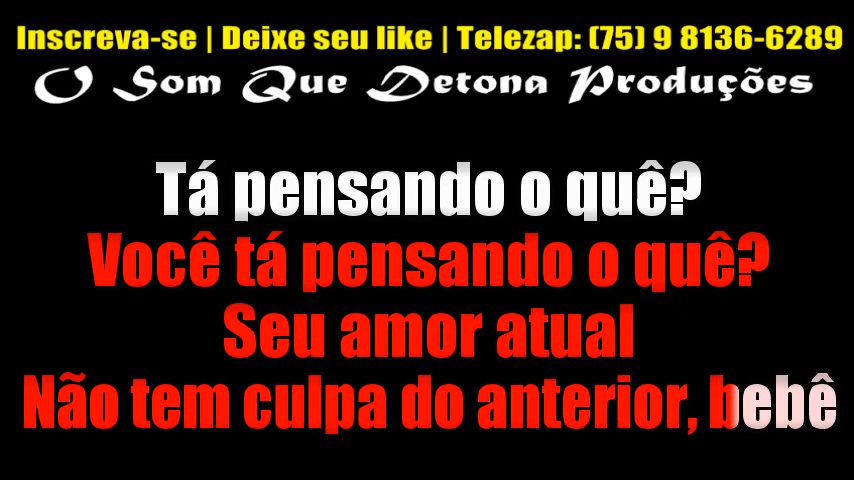 Inscreva-se | Deixe seu like | Telezap: (75) 9 8136-6289
O Som Que Detona Produções
Tá pensando o quê?
Você tá pensando o quê?
Seu amor atual
Não tem culpa do anterior, bebê